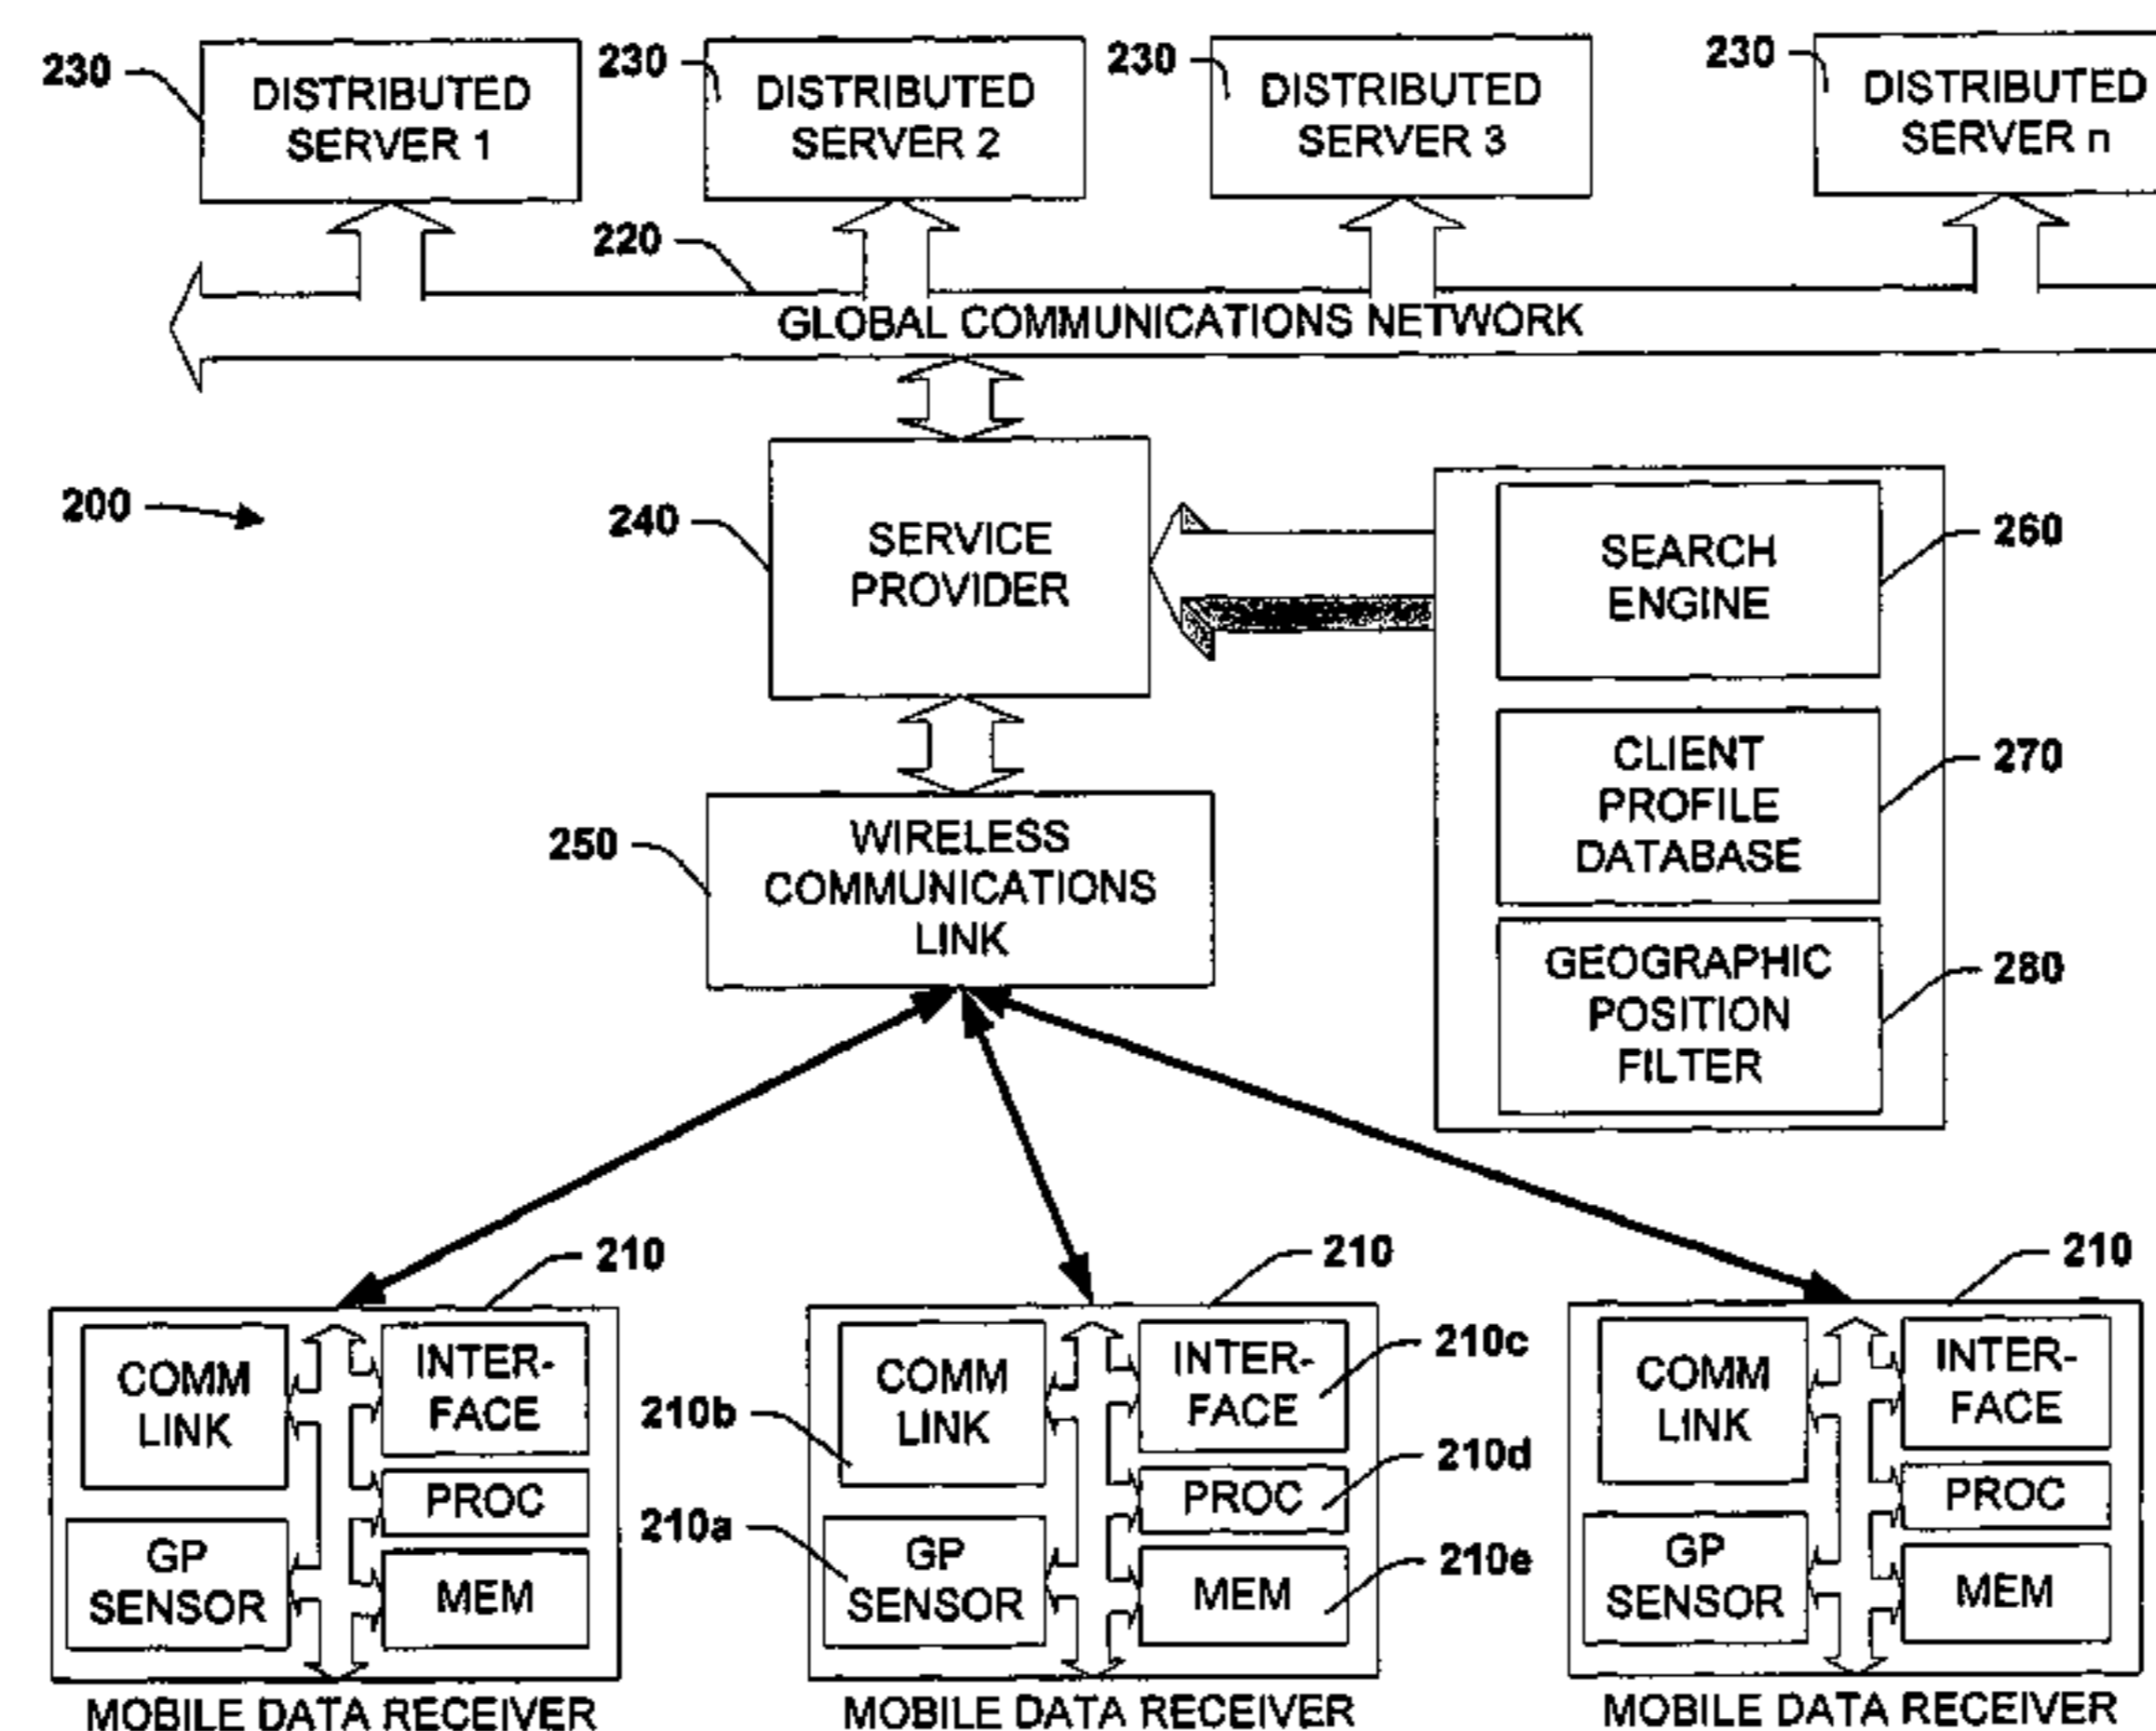 230
DISTRIBUTED
SERVER 1
230
DISTRIBUTED
SERVER 2
230
DISTRIBUTED
SERVER 3
230
DISTRIBUTED
SERVER n
220
GLOBAL COMMUNICATIONS NETWORK
200
240
SERVICE
PROVIDER
SEARCH
ENGINE
260
CLIENT
PROFILE
DATABASE
270
GEOGRAPHIC
POSITION
FILTER
280
250
WIRELESS
COMMUNICATIONS
LINK
210
COMM
LINK
INTER-
FACE
PROC
GP
SENSOR
MEM
MOBILE DATA RECEIVER
210
COMM
LINK
INTER-
FACE
210c
210b
PROC
210d
210a
GP
SENSOR
MEM
210e
MOBILE DATA RECEIVER
210
COMM
LINK
INTER-
FACE
PROC
GP
SENSOR
MEM
MOBILE DATA RECEIVER